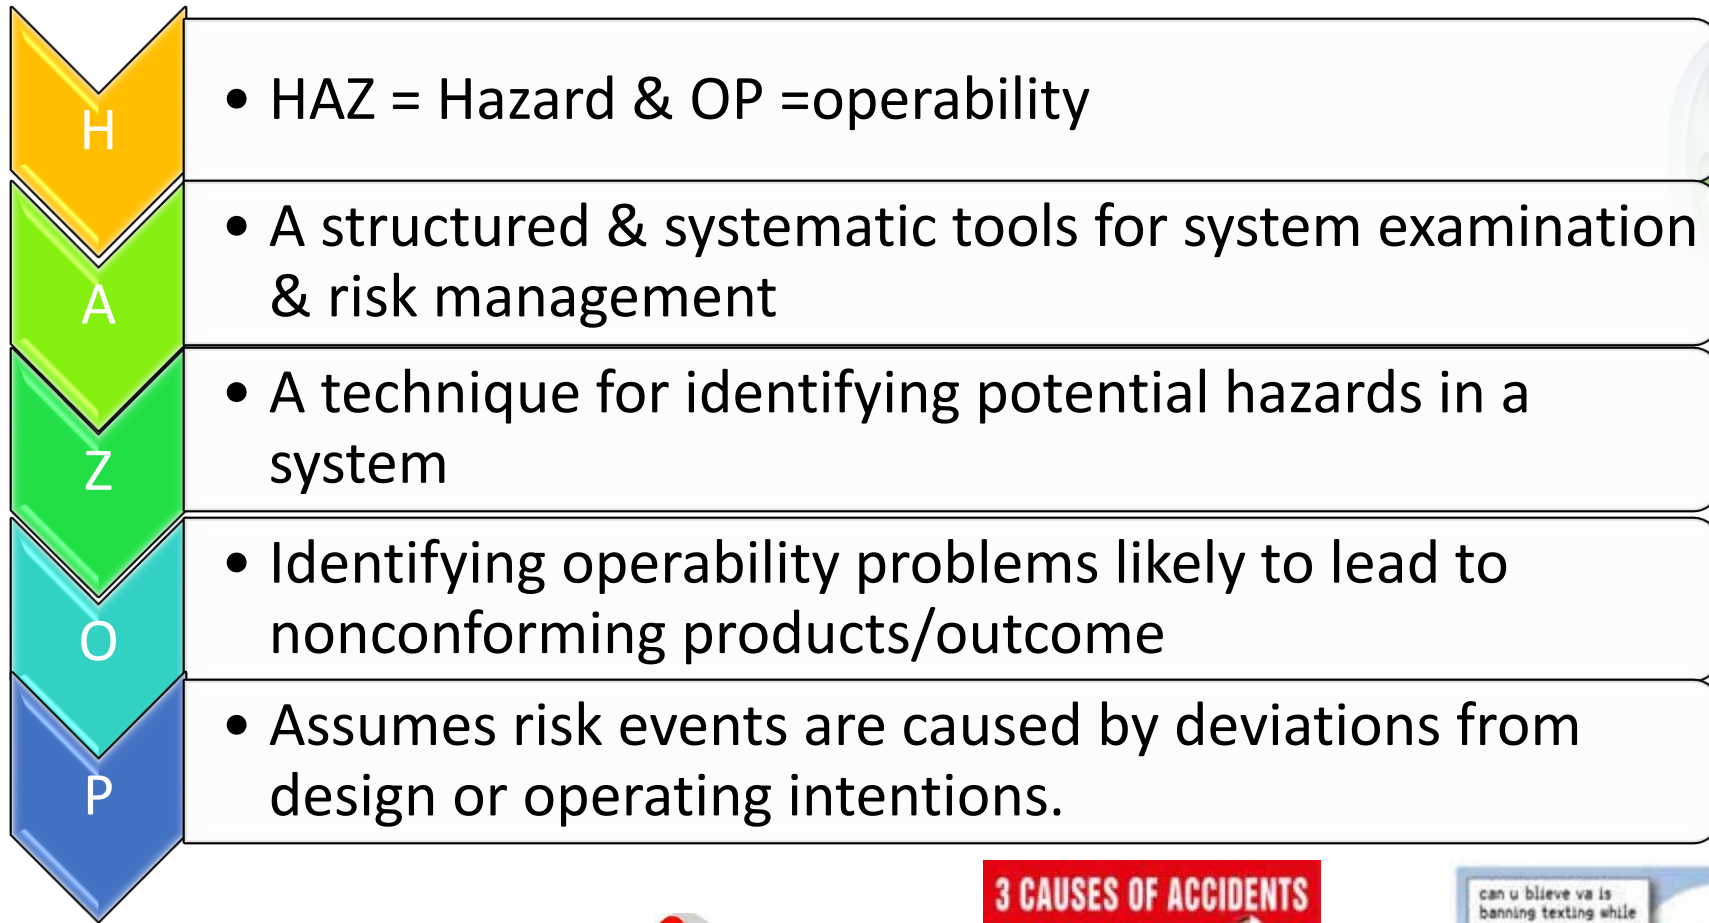 H
• HAZ = Hazard & OP =operability
A
• A structured & systematic tools for system examination
& risk management
Z
• A technique for identifying potential hazards in a
system
O
• Identifying operability problems likely to lead to
nonconforming products/outcome
P
• Assumes risk events are caused by deviations from
design or operating intentions.
3 CAUSES OF ACCIDENTS
can u blieve va is
banning texting while